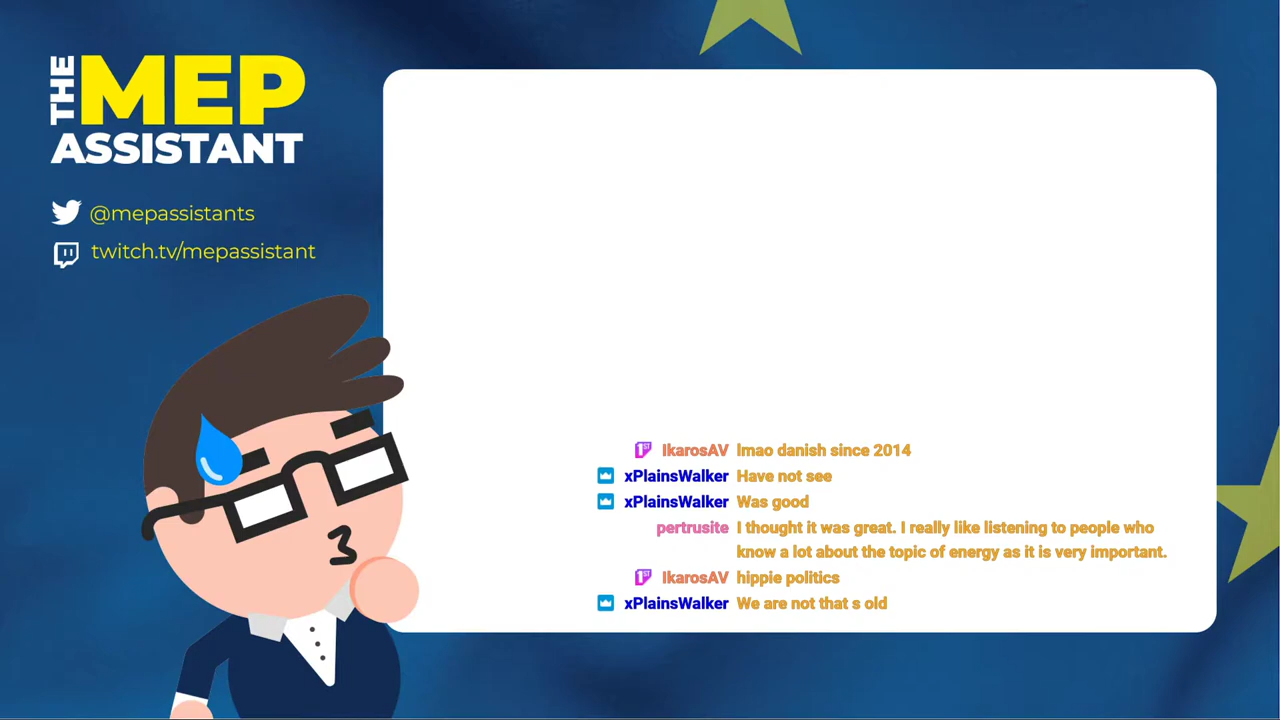 THE MEP
ASSISTANT
@mepassistants
twitch.tv/mepassistant
1ST IkarosAV lmao danish since 2014
xPlainsWalker Have not see
xPlainsWalker Was good
pertrusite I thought it was great. I really like listening to people who
know a lot about the topic of energy as it is very important.
1ST IkarosAV hippie politics
xPlainsWalker We are not that s old